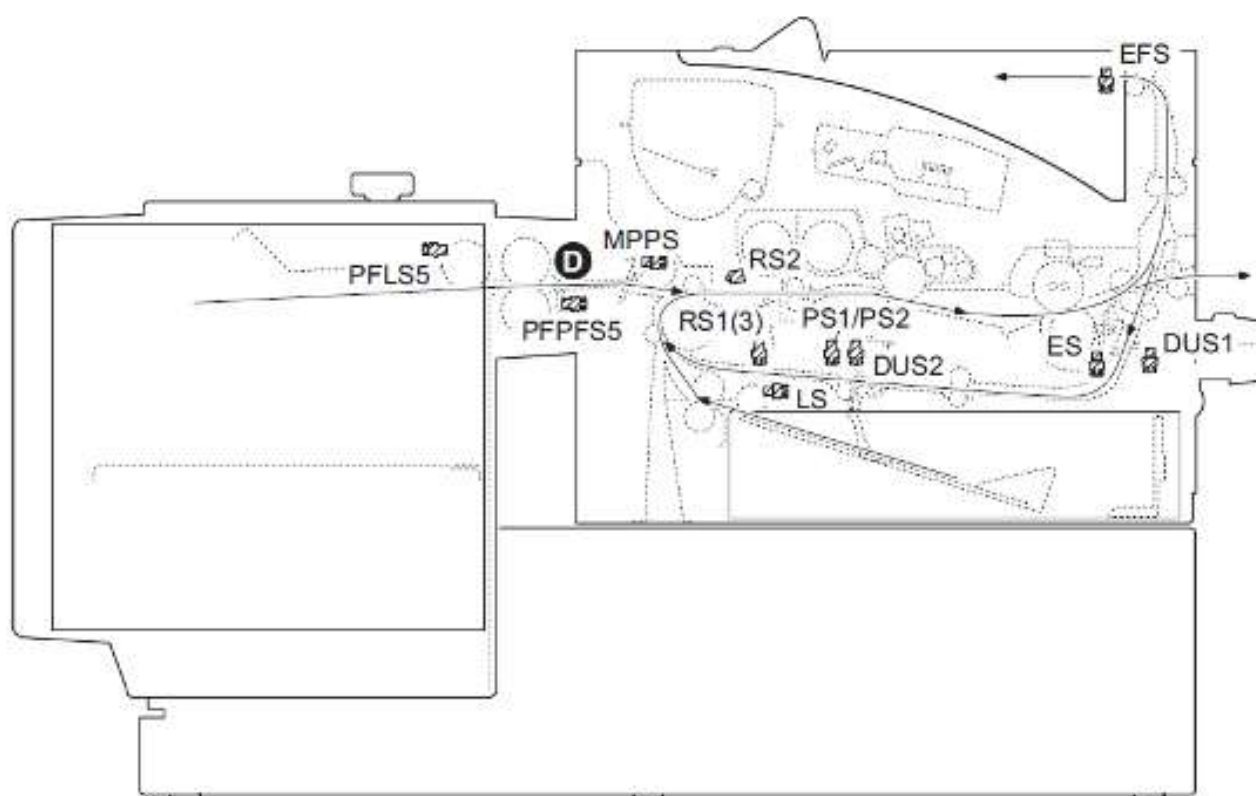 EFS
MPPS
D
RS2
PFLS5
PFPFS5
RS1(3)
PS1/PS2
ES
DUS1
DUS2
LS